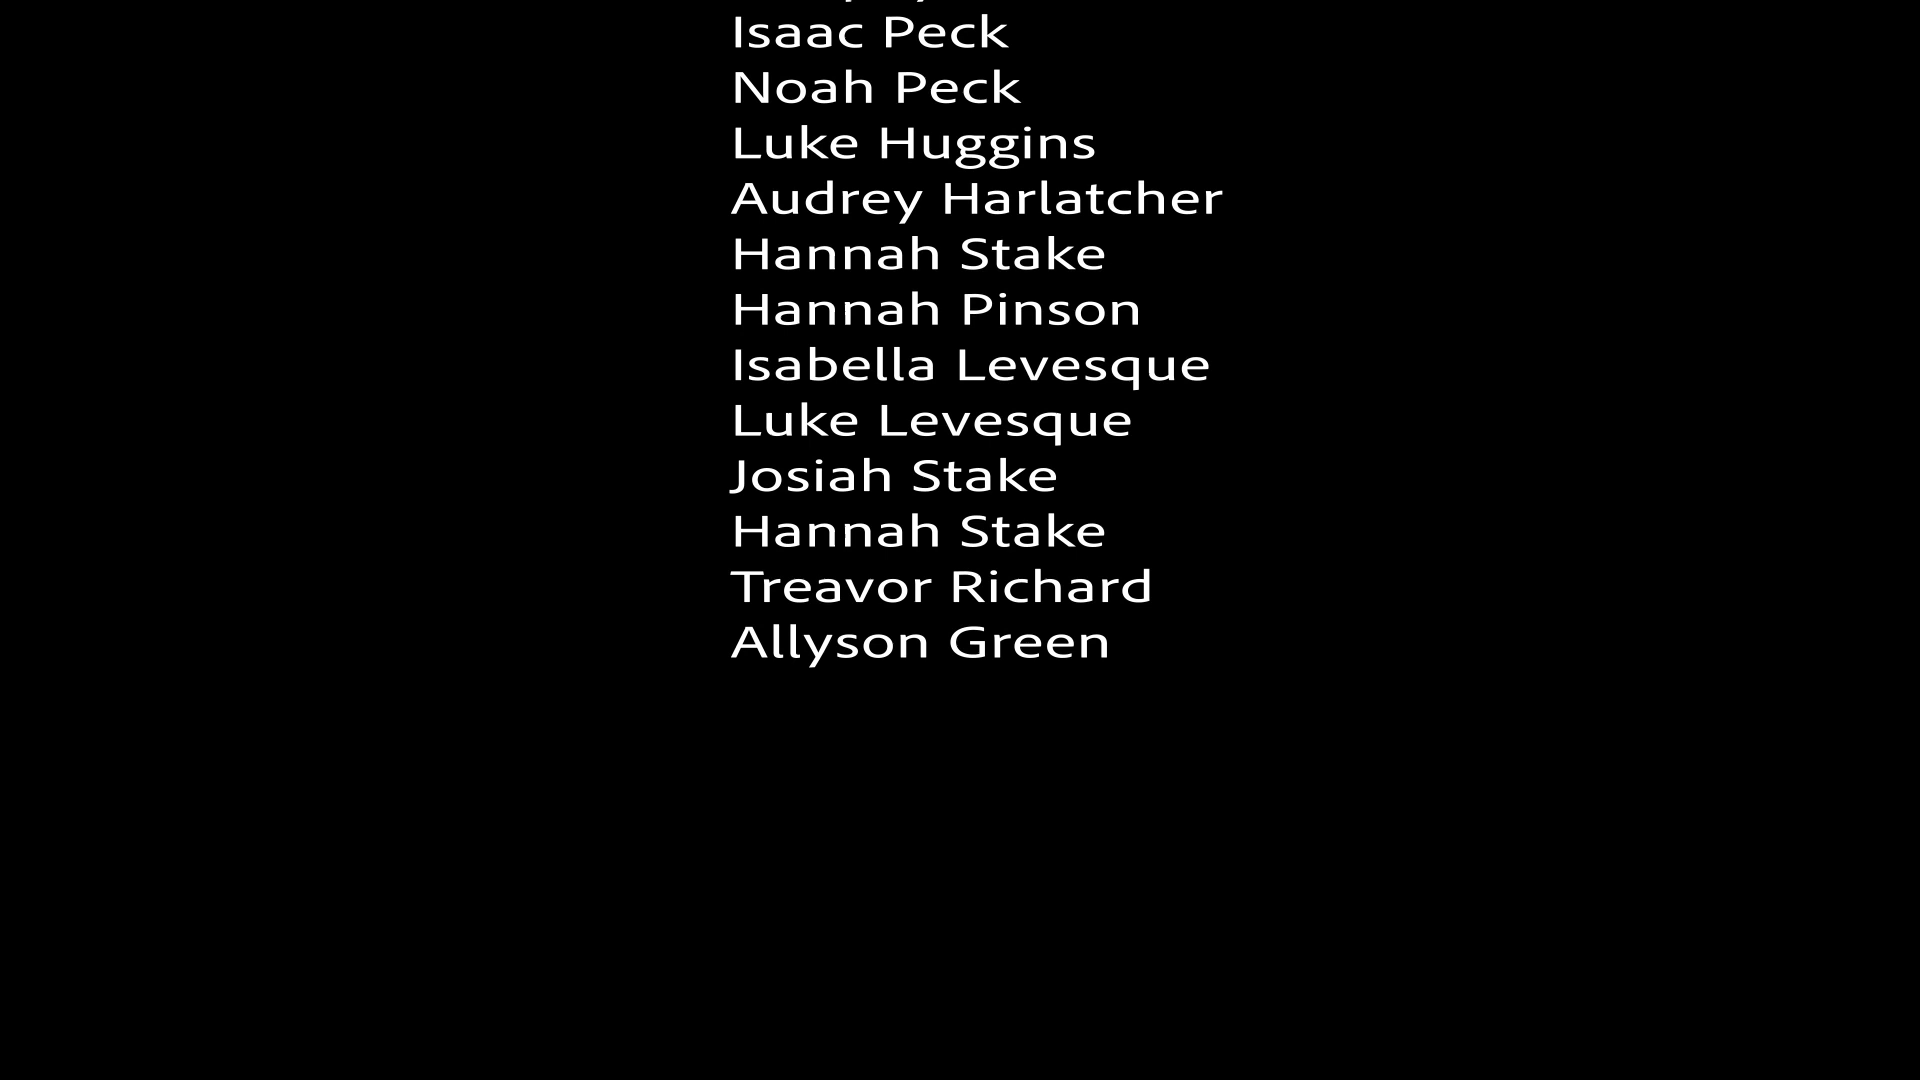 Isaac Peck
Noah Peck
Luke Huggins
Audrey Harlatcher
Hannah Stake
Hannah Pinson
Isabella Levesque
Luke Levesque
Josiah Stake
Hannah Stake
Treavor Richard
Allyson Green